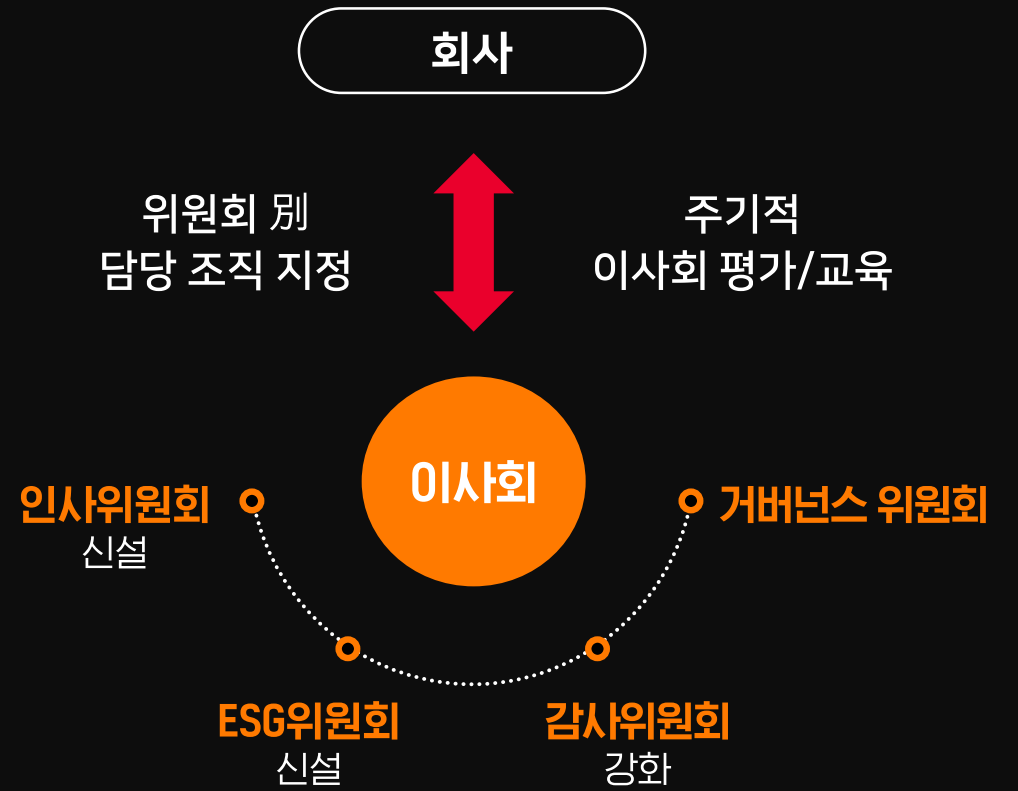 회사
위원회 別
담당 조직 지정
주기적
이사회 평가/교육
이사회
인사위원회
신설
거버넌스 위원회
ESG위원회
신설
감사위원회
강화